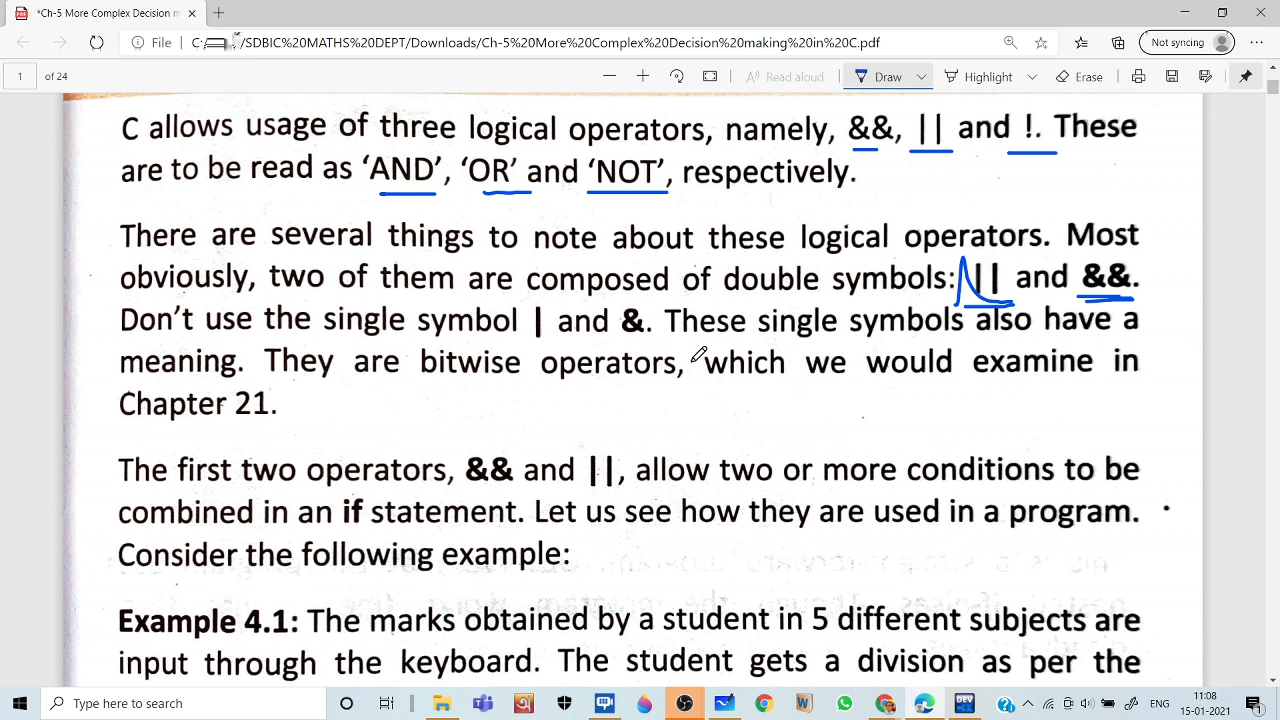 *Ch-5 More Complex Decision m
File
/SDBIC%20MATHS%20DEPT/Downloads/Ch-5%20More%20Complex%20Decision%20making%20in%20C.pdf
Not syncing
1 of 24
Read aloud
Draw
Highlight
Erase
C allows usage of three logical operators, namely, &&, || and !. These
are to be read as ‘AND’, ‘OR’ and ‘NOT’, respectively.
There are several things to note about these logical operators. Most
obviously, two of them are composed of double symbols: || and &&.
Don’t use the single symbol | and &. These single symbols also have a
meaning. They are bitwise operators, which we would examine in
Chapter 21.
The first two operators, && and ||, allow two or more conditions to be
combined in an if statement. Let us see how they are used in a program.
Consider the following example:
Example 4.1: The marks obtained by a student in 5 different subjects are
input through the keyboard. The student gets a division as per the
Type here to search
DEV
ENG
11:08
15-01-2021